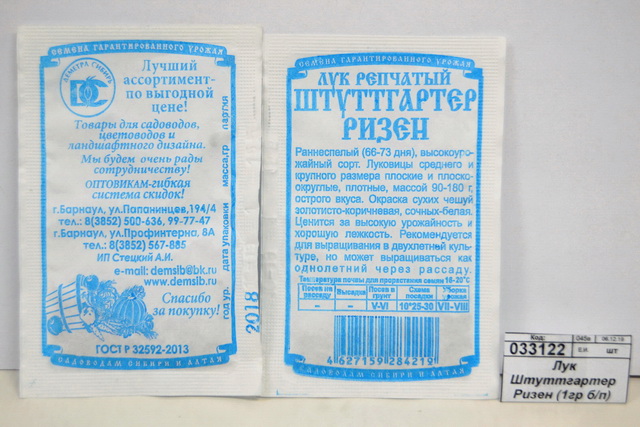 СЕМЕНА ГАРАНТИРОВАННОГО УРОЖАЯ
ДЕМЕТРА СИБИРЬ
DC
Лучший
ассортимент-
по выгодной
цене!
Товары для садоводов,
цветоводов и
ландшафтного дизайна.
Мы будем очень рады
сотрудничеству!
ОПТОВИКАМ-гибкая
система скидок!
г.Барнаул, ул.Папанинцев,194/4
тел.: 8(3852) 500-636, 99-77-47
г.Барнаул, ул.Профинтерна, 8А
тел.: 8(3852) 567-885
ИП Стецкий А.И.
e-mail: demslb@bk.ru
www.demslb.ru
Спасибо
за покупку!
ГОСТ Р 32592-2013
САДОВОДАМ СИБИРИ И АЛТАЯ
год ур. дата упаковки масса,гр партия
2018
СЕМЕНА ГАРАНТИРОВАННОГО УРОЖАЯ
ЛУК РЕПЧАТЫЙ
ШТУТТГАРТЕР
РИЗЕН
Раннеспелый (66-73 дня), высокоуро-
жайный сорт. Луковицы среднего и
крупного размера плоские и плоско-
округлые, плотные, массой 90-180 г,
острого вкуса. Окраска сухих чешуй
золотисто-коричневая, сочных-белая.
Ценится за высокую урожайность и
хорошую лежкость. Рекомендуется
для выращивания в двухлетней куль-
туре, но может выращиваться как
однолетний через рассаду.
Температура почвы для прорастания семян 16-20°C
Посев на рассаду Высадка Посев в грунт Схема посадки Уборка урожая
– – V-VI 10*25-30 VII-VIII
4627159284219
САДОВОДАМ СИБИРИ И АЛТАЯ
Код:
033122 шт
Лук
Штуттгартер
Ризен (1гр б/п)